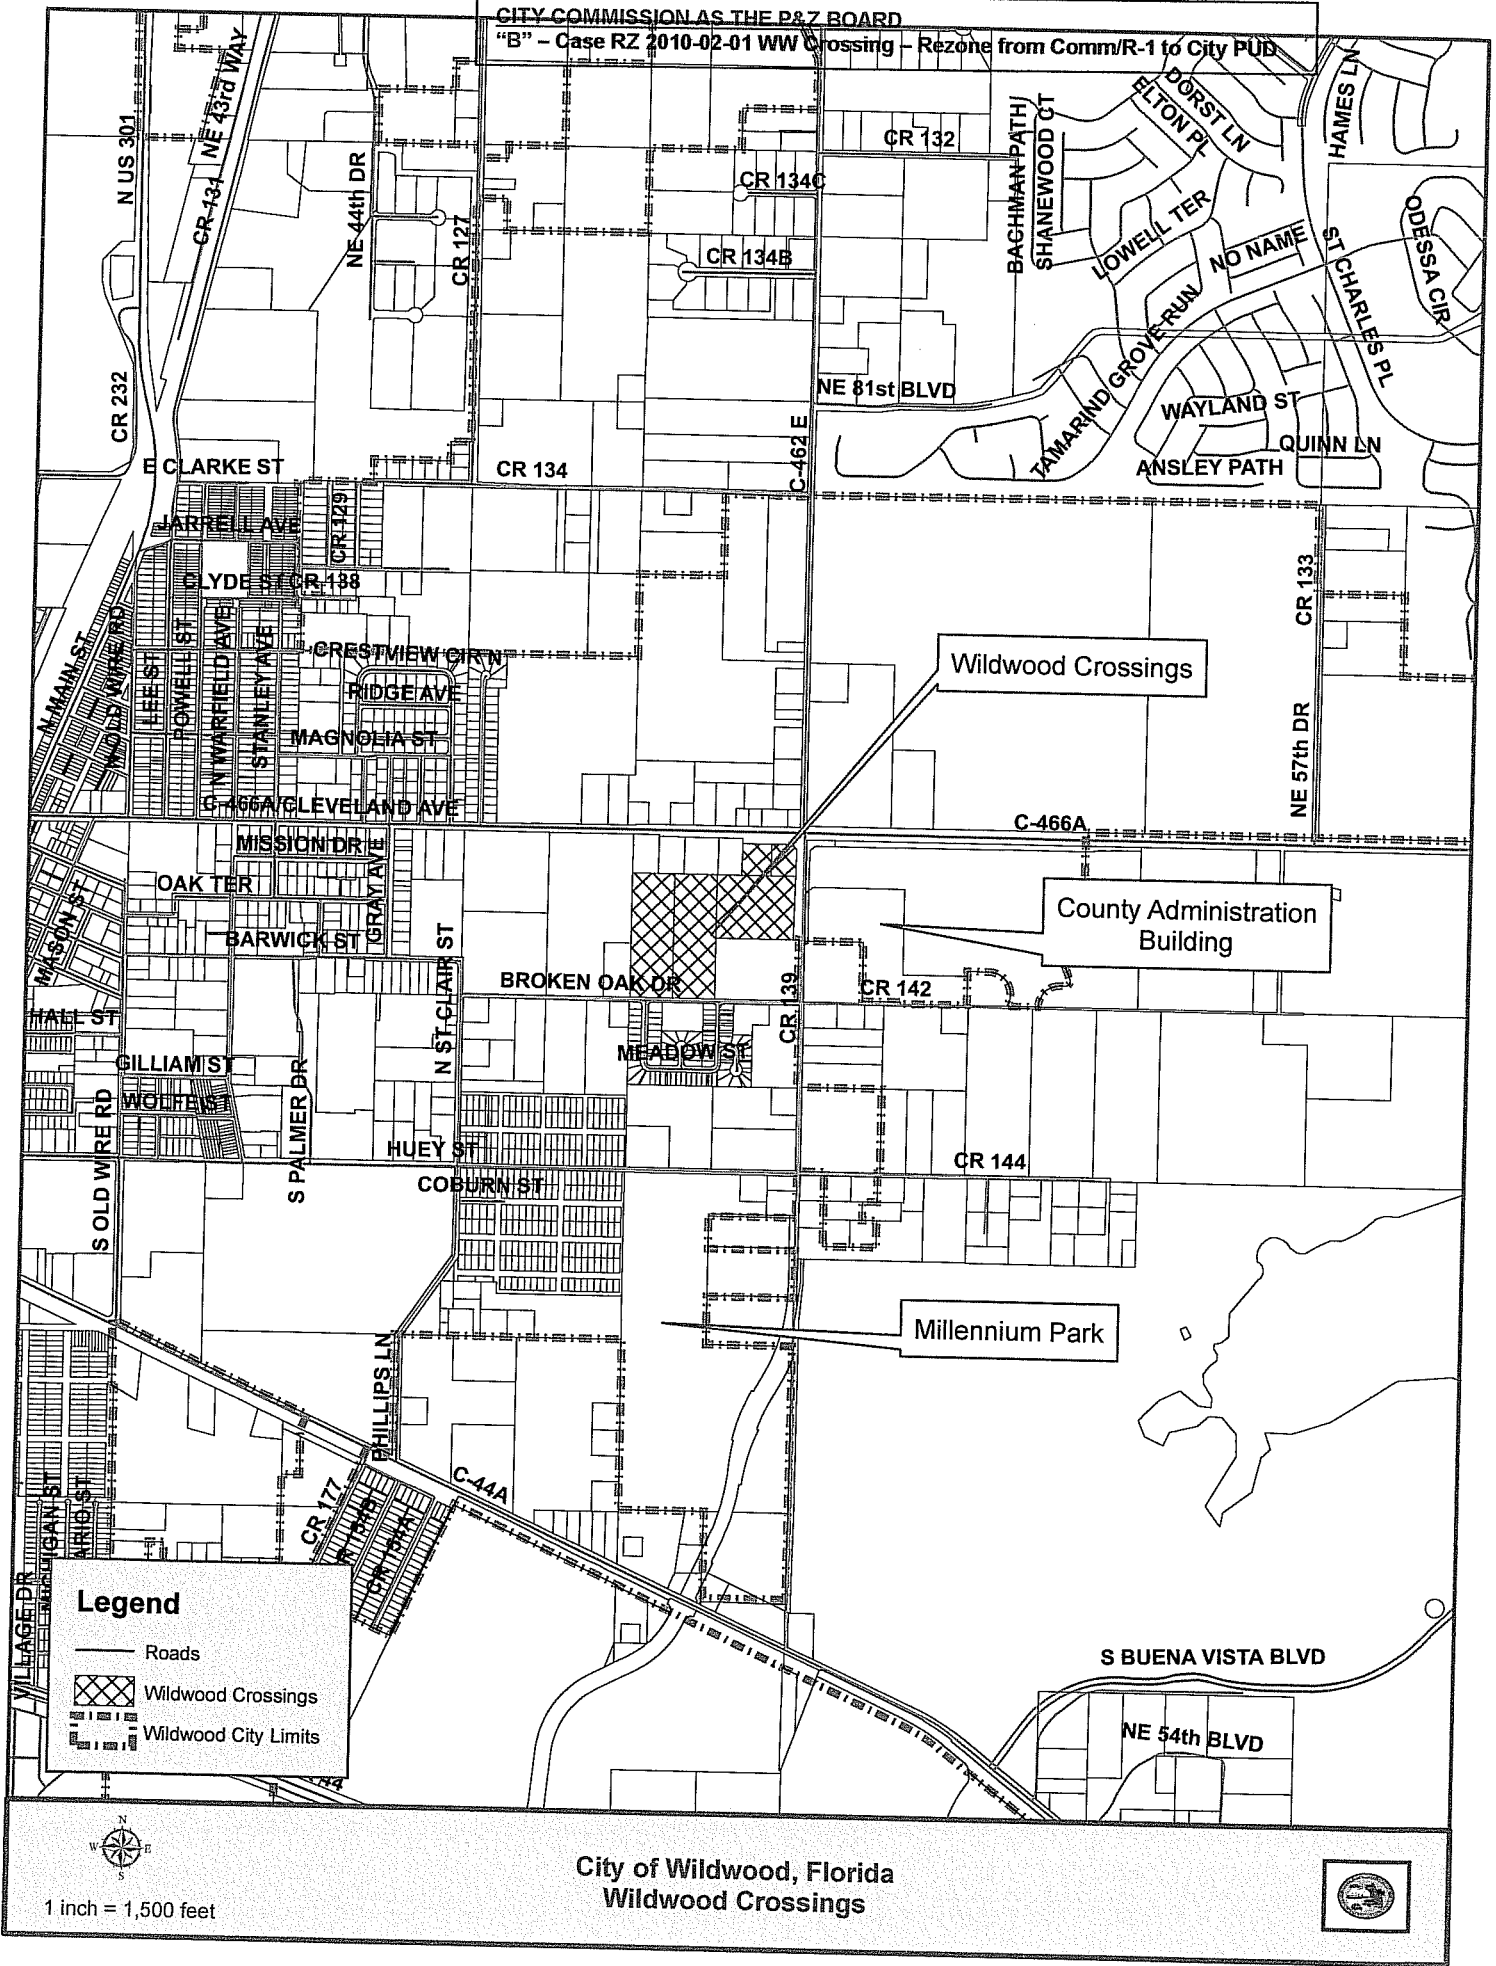 CITY COMMISSION AS THE P&Z BOARD
“B” – Case RZ 2010-02-01 WW Crossing – Rezone from Comm/R-1 to City PUD
N US 301
NE 43rd WAY
CR 131
NE 44th DR
CR 127
CR 132
CR 134C
CR 134B
BACHMAN PATH
SHANEWOOD CT
DORST LN
ELTON PL
HAMES LN
LOWELL TER
NO NAME
ST CHARLES PL
ODESSA CIR
TAMARIND GROVE RUN
CR 232
NE 81st BLVD
WAYLAND ST
QUINN LN
ANSLEY PATH
E CLARKE ST
CR 134
C-462 E
JARRELL AVE
CR 129
CLYDE ST
CR 138
CR 133
N MAIN ST
N OLD WIRE RD
LEE ST
POWELL ST
N WARFIELD AVE
STANLEY AVE
CRESTVIEW CIR N
RIDGE AVE
MAGNOLIA ST
Wildwood Crossings
NE 57th DR
C-466A/CLEVELAND AVE
C-466A
MISSION DR
OAK TER
GRAY AVE
MASON ST
BARWICK ST
N ST CLAIR ST
County Administration
Building
BROKEN OAK DR
CR 139
CR 142
HALL ST
MEADOW ST
GILLIAM ST
WOLFE ST
S OLD WIRE RD
S PALMER DR
HUEY ST
CR 144
COBURN ST
Millennium Park
PHILLIPS LN
C-44A
CR 177
CR 154A
VILLAGE DR
S BUENA VISTA BLVD
NE 54th BLVD
Legend
Roads
Wildwood Crossings
Wildwood City Limits
N
W E
S
1 inch = 1,500 feet
City of Wildwood, Florida
Wildwood Crossings